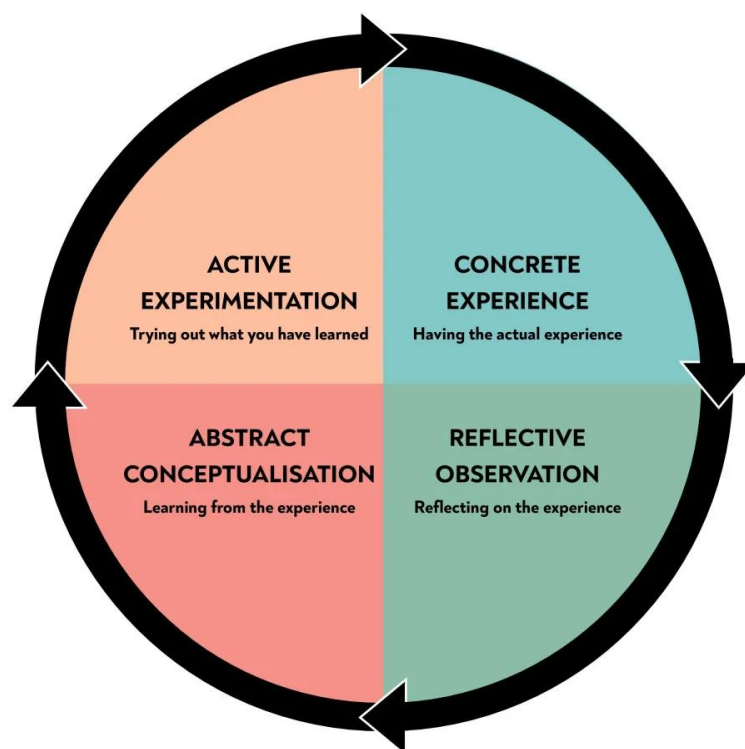 ACTIVE
EXPERIMENTATION
Trying out what you have learned
CONCRETE
EXPERIENCE
Having the actual experience
ABSTRACT
CONCEPTUALISATION
Learning from the experience
REFLECTIVE
OBSERVATION
Reflecting on the experience